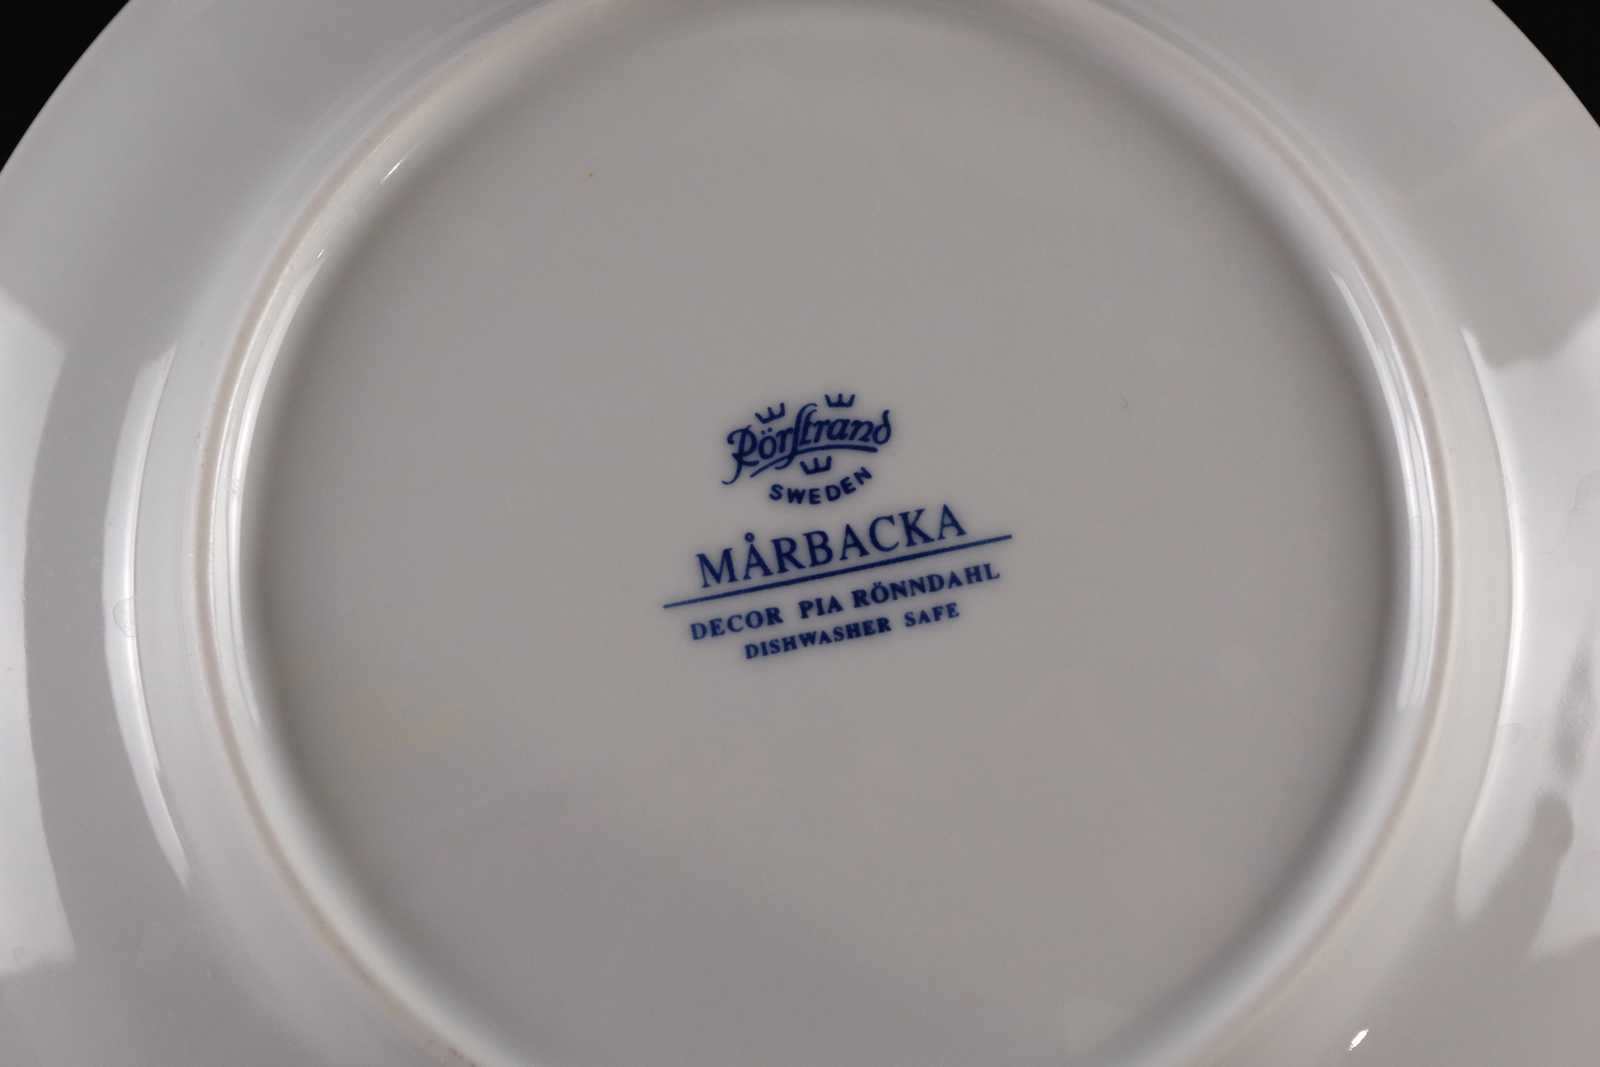 Rörstrand
SWEDEN
MÅRBACKA
DECOR PIA RÖNNDAHL
DISHWASHER SAFE